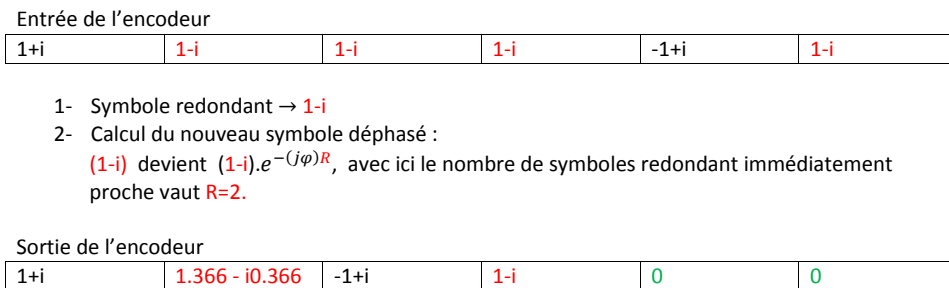 Entrée de l'encodeur
1+i 1-i 1-i 1-i -1+i 1-i
1- Symbole redondant → 1-i
2- Calcul du nouveau symbole déphasé :
(1-i) devient (1-i).e^{-(jφ)R}, avec ici le nombre de symboles redondant immédiatement
proche vaut R=2.
Sortie de l'encodeur
1+i 1.366 - i0.366 -1+i 1-i 0 0